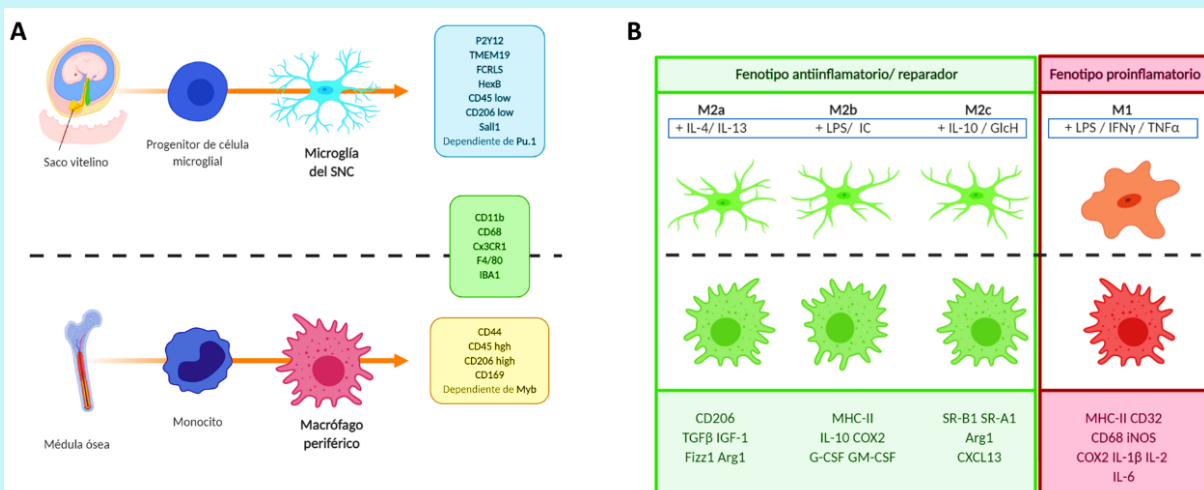 A
Saco vitelino
Progenitor de célula
microglial
Microglía
del SNC
P2Y12
TMEM19
FCRLS
HexB
CD45 low
CD206 low
Sall1
Dependiente de Pu.1
CD11b
CD68
Cx3CR1
F4/80
IBA1
Médula ósea
Monocito
Macrófago
periférico
CD44
CD45 hgh
CD206 high
CD169
Dependiente de Myb
B
Fenotipo antiinflamatorio/ reparador
M2a
+ IL-4/ IL-13
M2b
+ LPS/ IC
M2c
+ IL-10 / GlcH
CD206
TGFβ IGF-1
Fizz1 Arg1
MHC-II
IL-10 COX2
G-CSF GM-CSF
SR-B1 SR-A1
Arg1
CXCL13
Fenotipo proinflamatorio
M1
+ LPS / IFNγ / TNFα
MHC-II CD32
CD68 iNOS
COX2 IL-1β IL-2
IL-6